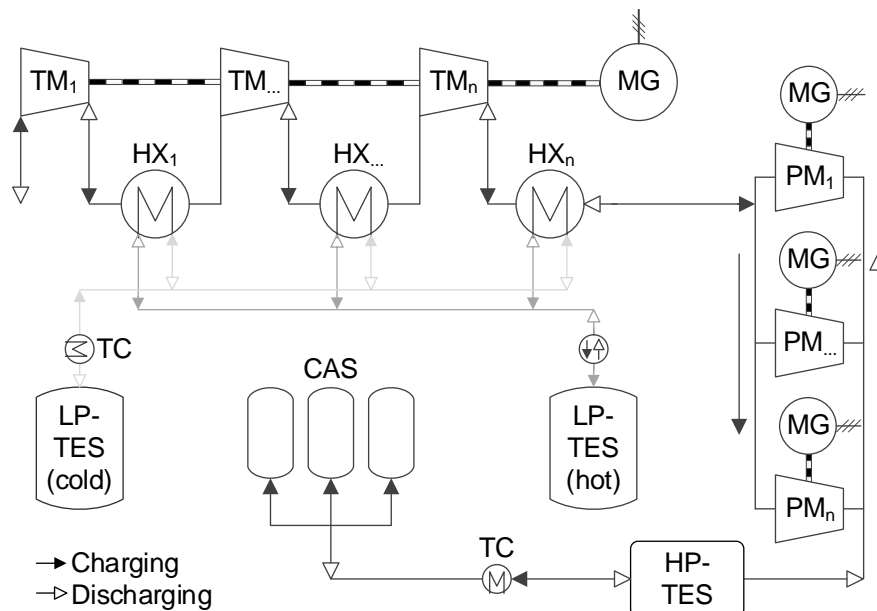 TM1
TM...
TMn
MG
MG
HX1
HX...
HXn
PM1
MG
PM...
TC
CAS
LP-
TES
(cold)
LP-
TES
(hot)
MG
PMn
Charging
Discharging
TC
HP-
TES